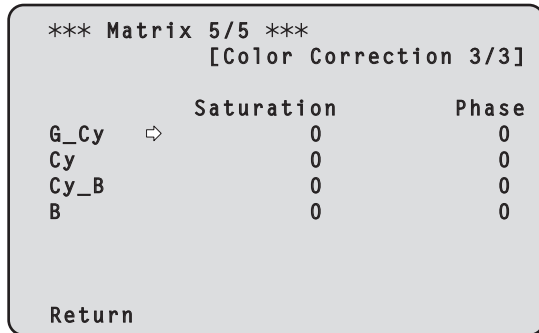 *** Matrix 5/5 ***
[Color Correction 3/3]
Saturation Phase
G_Cy ⇨ 0 0
Cy 0 0
Cy_B 0 0
B 0 0
Return